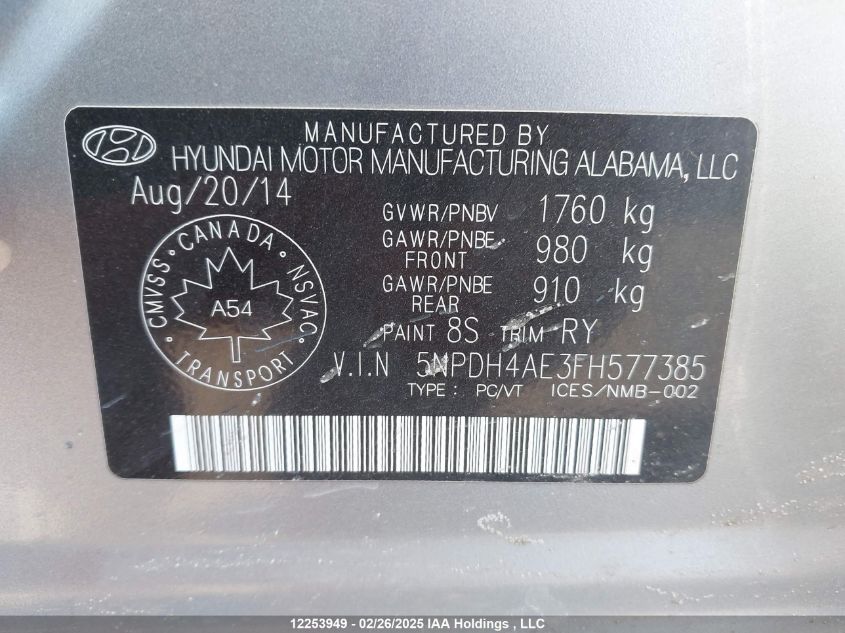 MANUFACTURED BY
HYUNDAI MOTOR MANUFACTURING ALABAMA, LLC
Aug/20/14
GVWR/PNBV 1760 kg
GAWR/PNBE FRONT 980 kg
GAWR/PNBE REAR 910 kg
CANADA
CMVSS
NSVAC
A54
TRANSPORT
PAINT 8S TRIM RY
V.I.N 5NPDH4AE3FH577385
TYPE : PC/VT ICES/NMB-002
12253949 - 02/26/2025 IAA Holdings , LLC